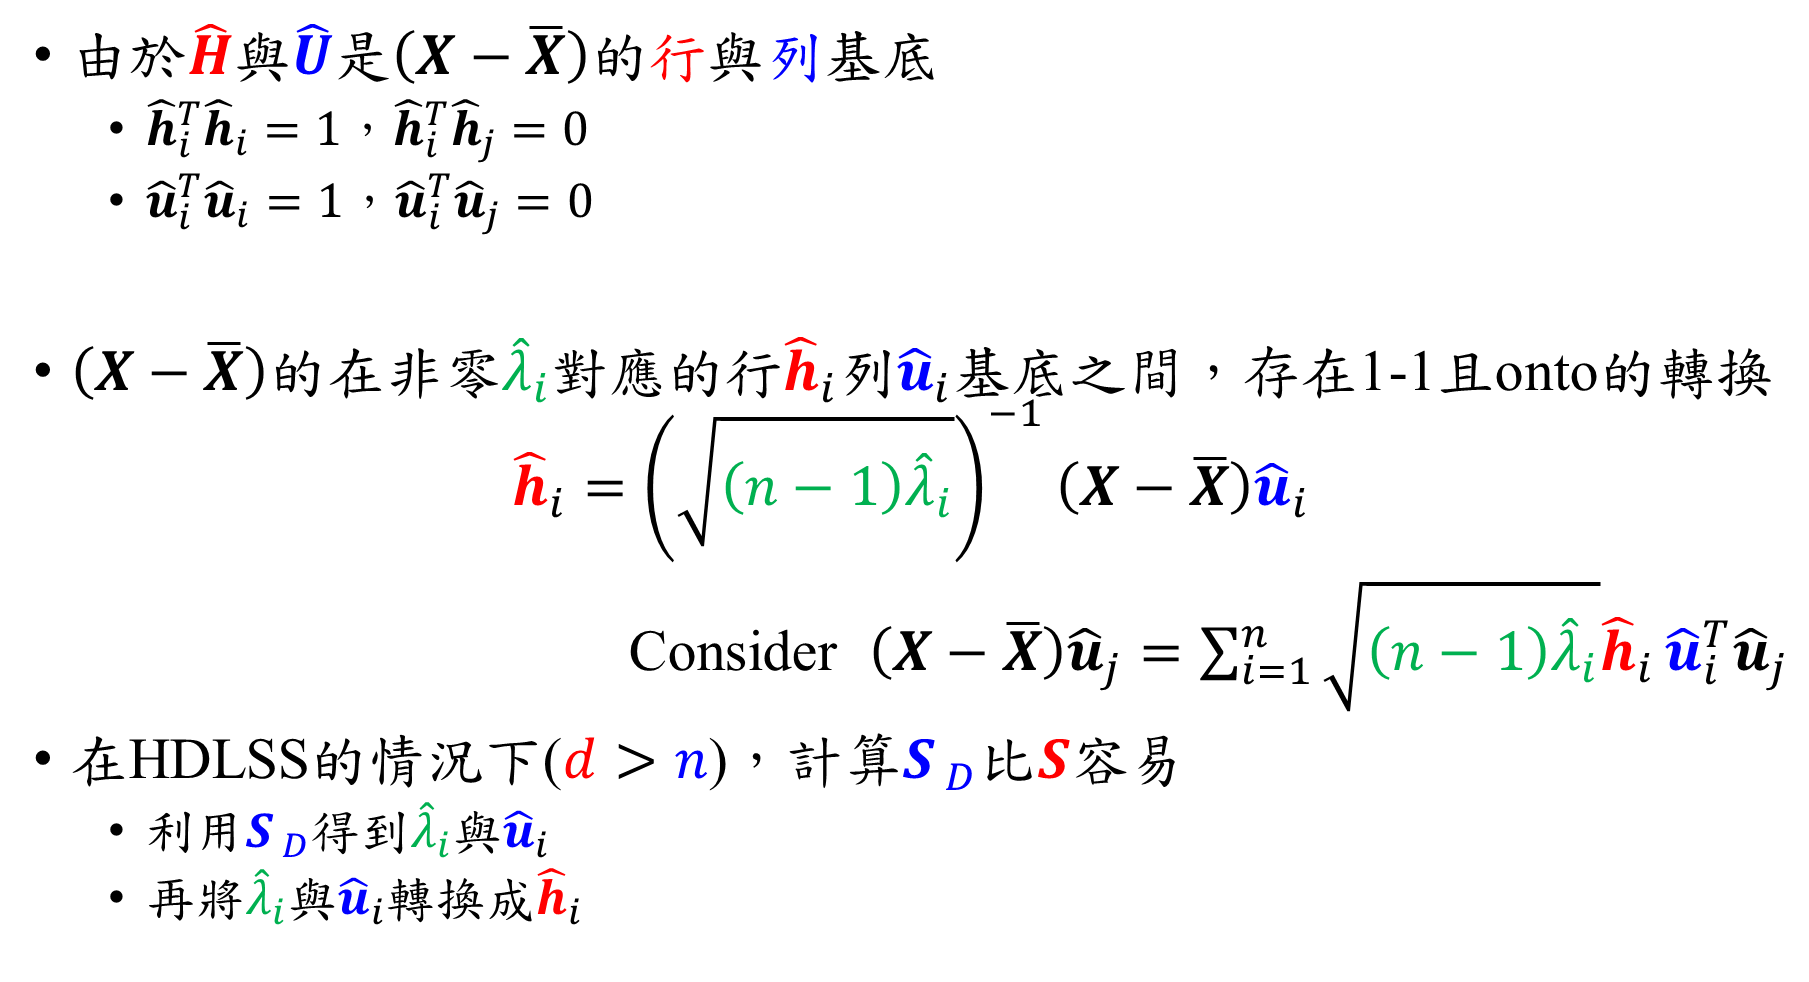 • 由於Ĥ與Û是(X − X̅)的行與列基底
• ĥᵢᵀĥᵢ = 1，ĥᵢᵀĥⱼ = 0
• ûᵢᵀûᵢ = 1，ûᵢᵀûⱼ = 0
• (X − X̅)的在非零λ̂ᵢ對應的行ĥᵢ列ûᵢ基底之間，存在1-1且onto的轉換
ĥᵢ = (√((n − 1)λ̂ᵢ))⁻¹ (X − X̅)ûᵢ
Consider (X − X̅)ûⱼ = ∑ᵢ₌₁ⁿ √((n − 1)λ̂ᵢ) ĥᵢ ûᵢᵀûⱼ
• 在HDLSS的情況下(d > n)，計算S_D比S容易
• 利用S_D得到λ̂ᵢ與ûᵢ
• 再將λ̂ᵢ與ûᵢ轉換成ĥᵢ